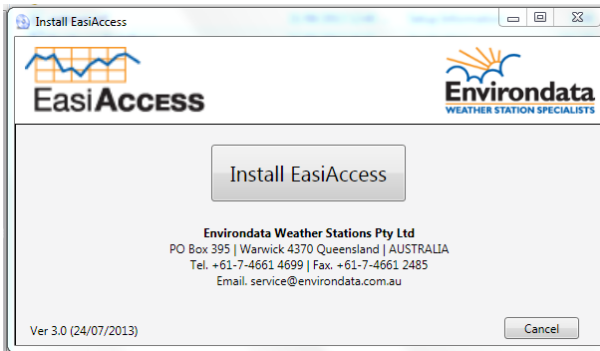 Install EasiAccess
EasiAccess
Environdata
WEATHER STATION SPECIALISTS
Install EasiAccess
Environdata Weather Stations Pty Ltd
PO Box 395 | Warwick 4370 Queensland | AUSTRALIA
Tel. +61-7-4661 4699 | Fax. +61-7-4661 2485
Email. service@environdata.com.au
Ver 3.0 (24/07/2013)
Cancel